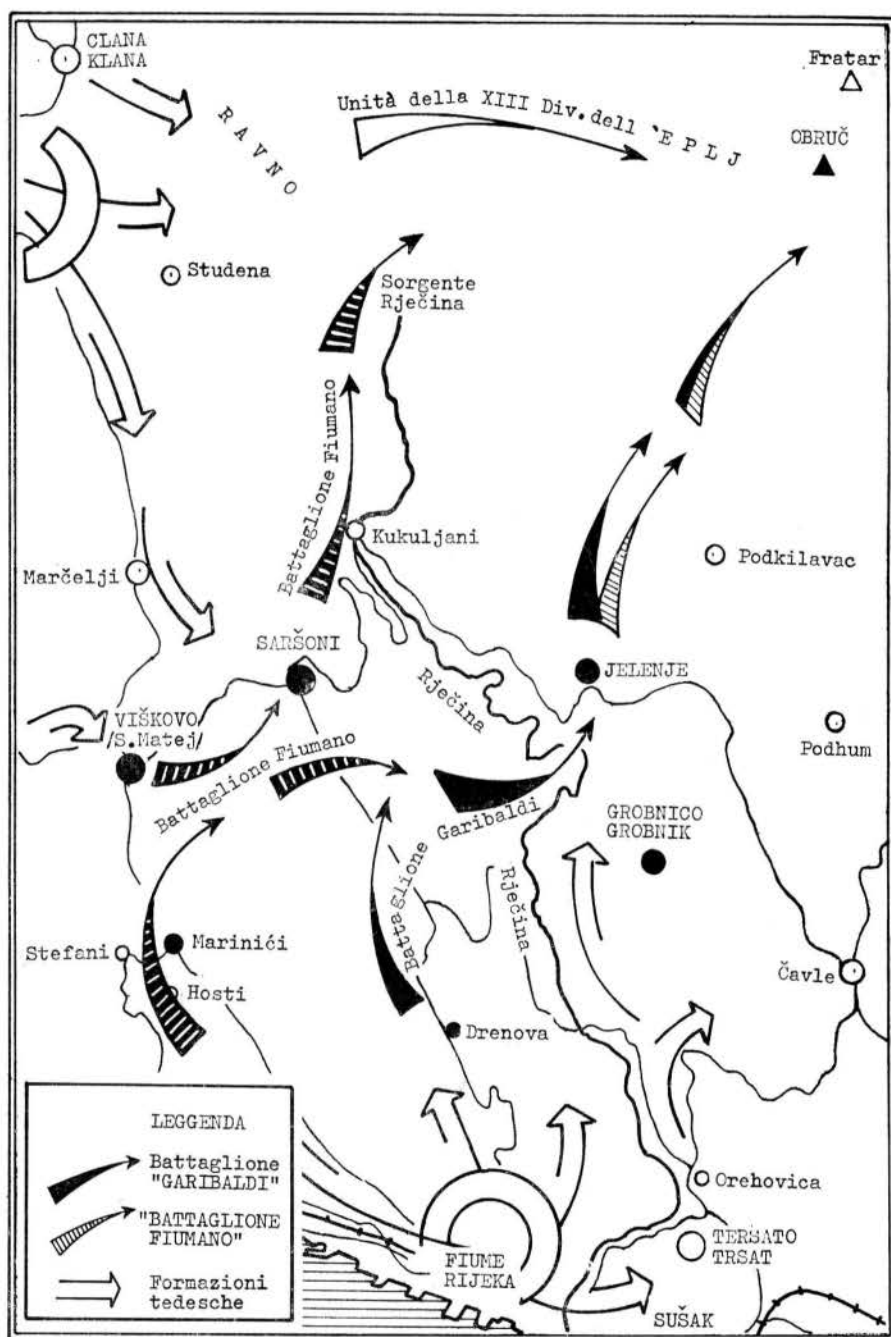 CLANA
KLANA
Fratar
Unità della XIII Div.dell 'EPLJ
RAVNO
OBRUČ
Studena
Sorgente
Rječina
Battaglione Fiumano
Kukuljani
Podkilavac
Marčelji
SARŠONI
JELENJE
Rječina
VIŠKOVO
/S.Matej/
Podhum
Battaglione Fiumano
Battaglione Garibaldi
GROBNICO
GROBNIK
Rječina
Stefani
Marinići
Hosti
Čavle
Drenova
LEGGENDA
Battaglione
"GARIBALDI"
"BATTAGLIONE
FIUMANO"
Formazioni
tedesche
Orehovica
TERSATO
TRSAT
FIUME
RIJEKA
SUŠAK